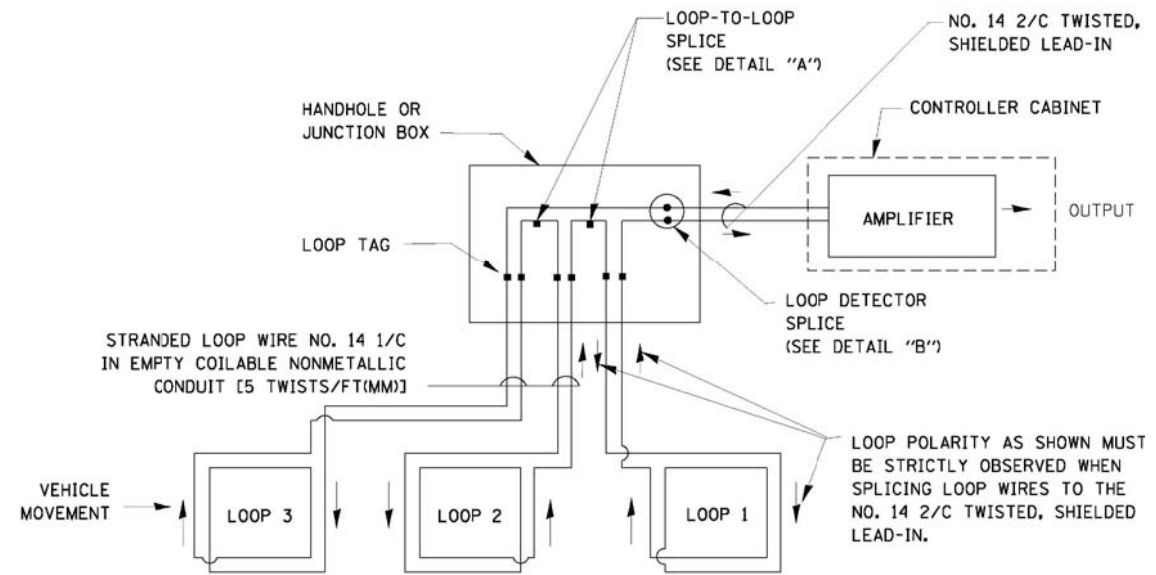 LOOP-TO-LOOP
SPLICE
(SEE DETAIL "A")
NO. 14 2/C TWISTED,
SHIELDED LEAD-IN
HANDHOLE OR
JUNCTION BOX
CONTROLLER CABINET
AMPLIFIER
OUTPUT
LOOP TAG
LOOP DETECTOR
SPLICE
(SEE DETAIL "B")
STRANDED LOOP WIRE NO. 14 1/C
IN EMPTY COILABLE NONMETALLIC
CONDUIT [5 TWISTS/FT(MM)]
VEHICLE
MOVEMENT
LOOP 3
LOOP 2
LOOP 1
LOOP POLARITY AS SHOWN MUST
BE STRICTLY OBSERVED WHEN
SPLICING LOOP WIRES TO THE
NO. 14 2/C TWISTED, SHIELDED
LEAD-IN.